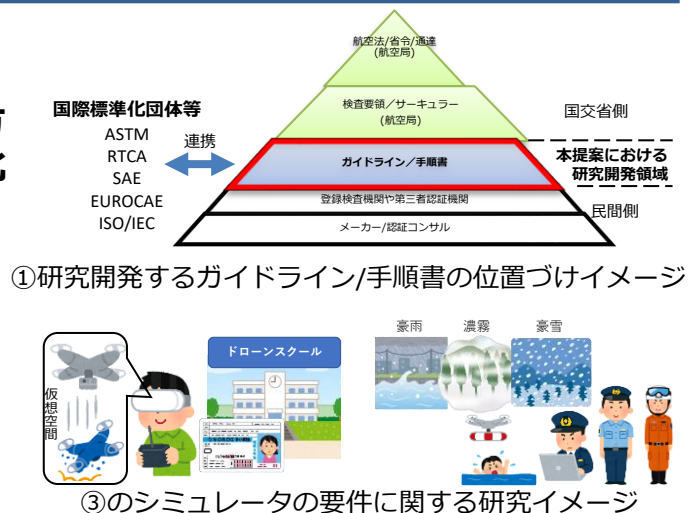 航空法/省令/通達
(航空局)
検査要領／サーキュラー
(航空局)
国交省側
国際標準化団体等
ASTM
RTCA
SAE
EUROCAE
ISO/IEC
連携
ガイドライン／手順書
本提案における
研究開発領域
登録検査機関や第三者認証機関
民間側
メーカー/認証コンサル
①研究開発するガイドライン/手順書の位置づけイメージ
仮想空間
ドローンスクール
豪雨
濃霧
豪雪
③のシミュレータの要件に関する研究イメージ